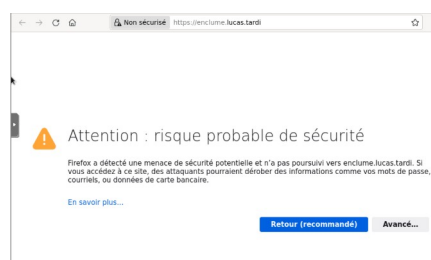 Non sécurisé https://enclume.lucas.tardi
Attention : risque probable de sécurité
Firefox a détecté une menace de sécurité potentielle et n'a pas poursuivi vers enclume.lucas.tardi. Si
vous accédez à ce site, des attaquants pourraient dérober des informations comme vos mots de passe,
courriels, ou données de carte bancaire.
En savoir plus...
Retour (recommandé) Avancé...